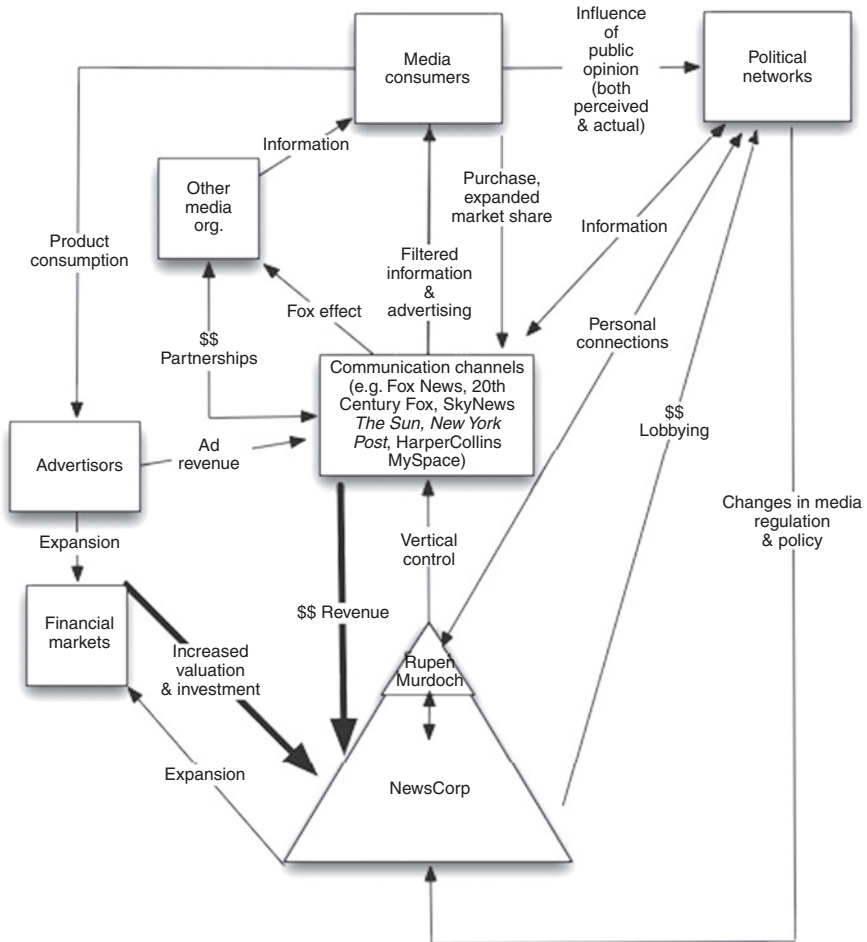 Media
consumers
Influence
of
public
opinion
(both
perceived
& actual)
Political
networks
Information
Other
media
org.
Purchase,
expanded
market share
Product
consumption
Filtered
information
&
advertising
Information
Fox effect
$$
Partnerships
Personal
connections
Communication channels
(e.g. Fox News, 20th
Century Fox, SkyNews
The Sun, New York
Post, HarperCollins
MySpace)
$$
Lobbying
Advertisors
Ad
revenue
Changes in media
regulation
& policy
Expansion
Vertical
control
Financial
markets
$$ Revenue
Increased
valuation
& investment
Rupert
Murdoch
Expansion
NewsCorp